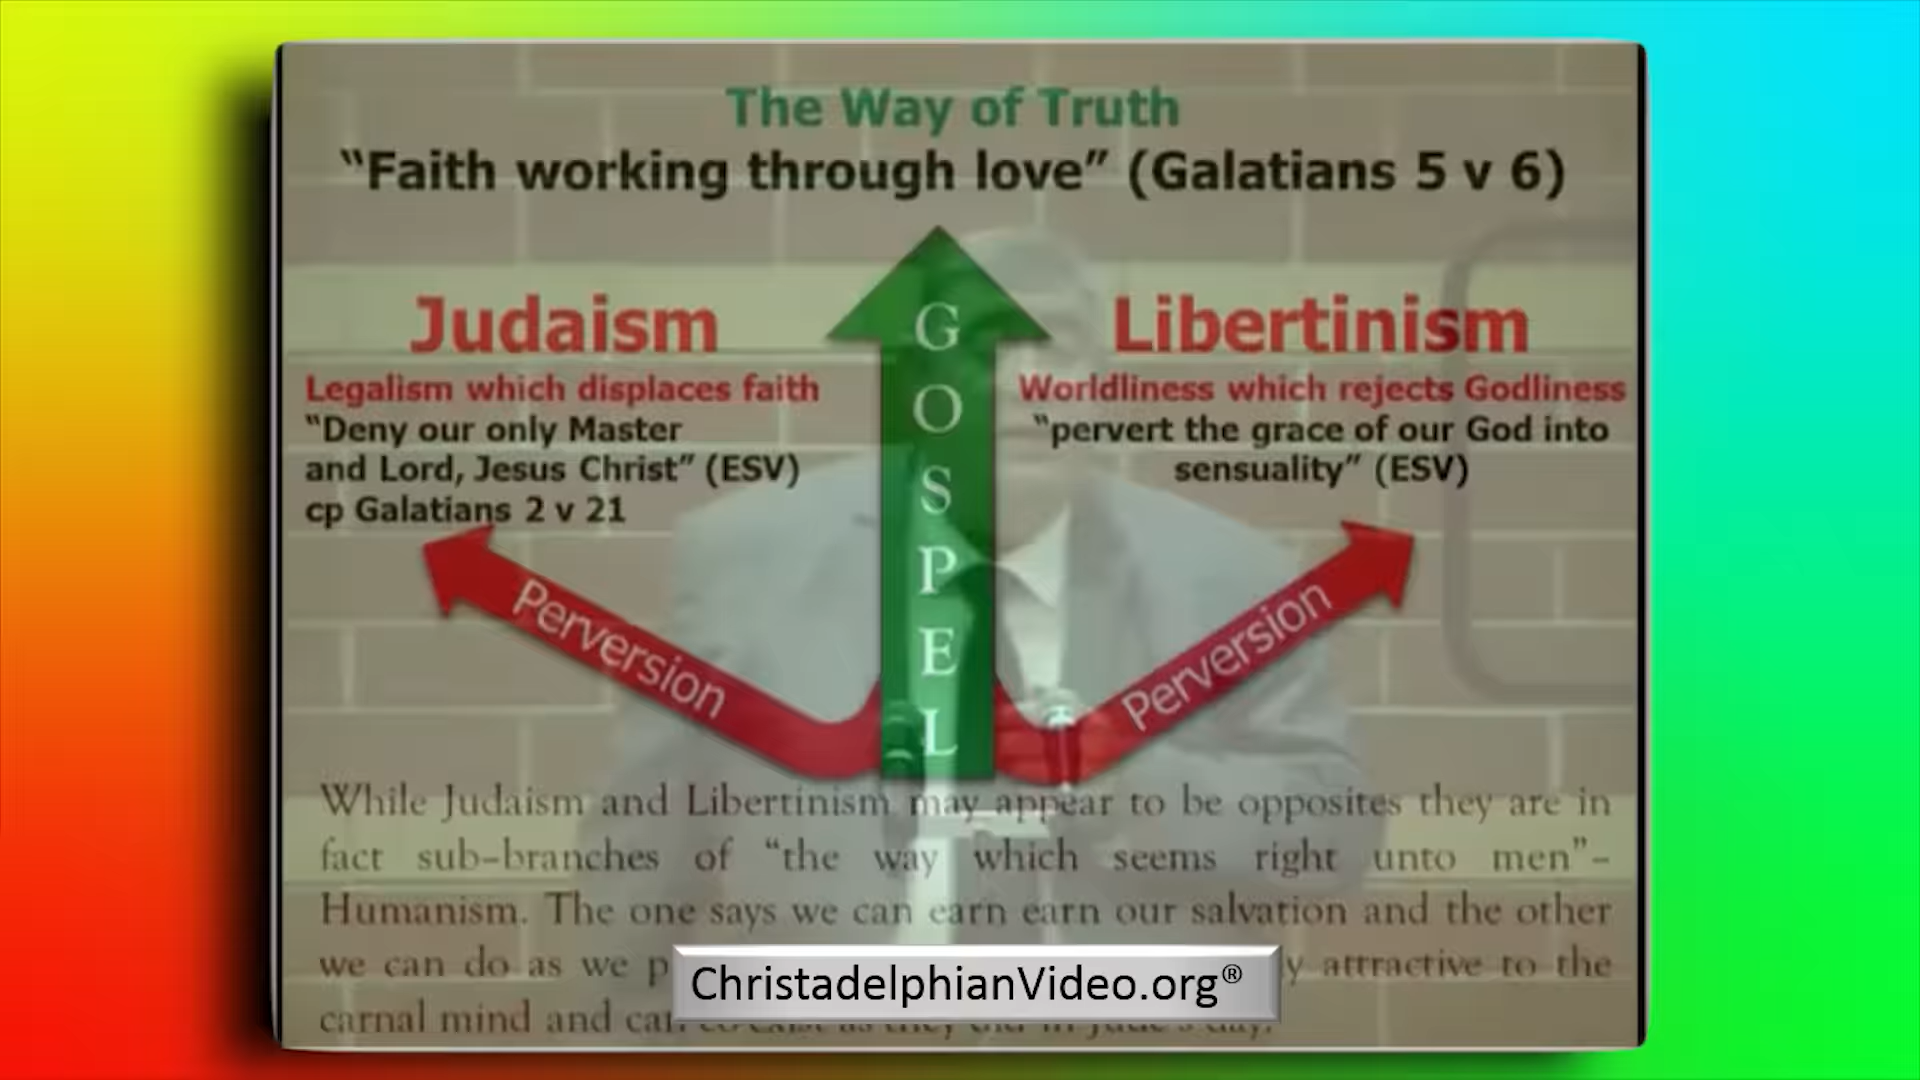 The Way of Truth
“Faith working through love” (Galatians 5 v 6)
Judaism
Legalism which displaces faith
“Deny our only Master
and Lord, Jesus Christ” (ESV)
cp Galatians 2 v 21
GOSPEL
Libertinism
Worldliness which rejects Godliness
“pervert the grace of our God into
sensuality” (ESV)
Perversion
Perversion
While Judaism and Libertinism may appear to be opposites they are in
fact sub-branches of “the way which seems right unto men”-
Humanism. The one says we can earn earn our salvation and the other
we can do as we attractive to the
carnal mind and
ChristadelphianVideo.org®